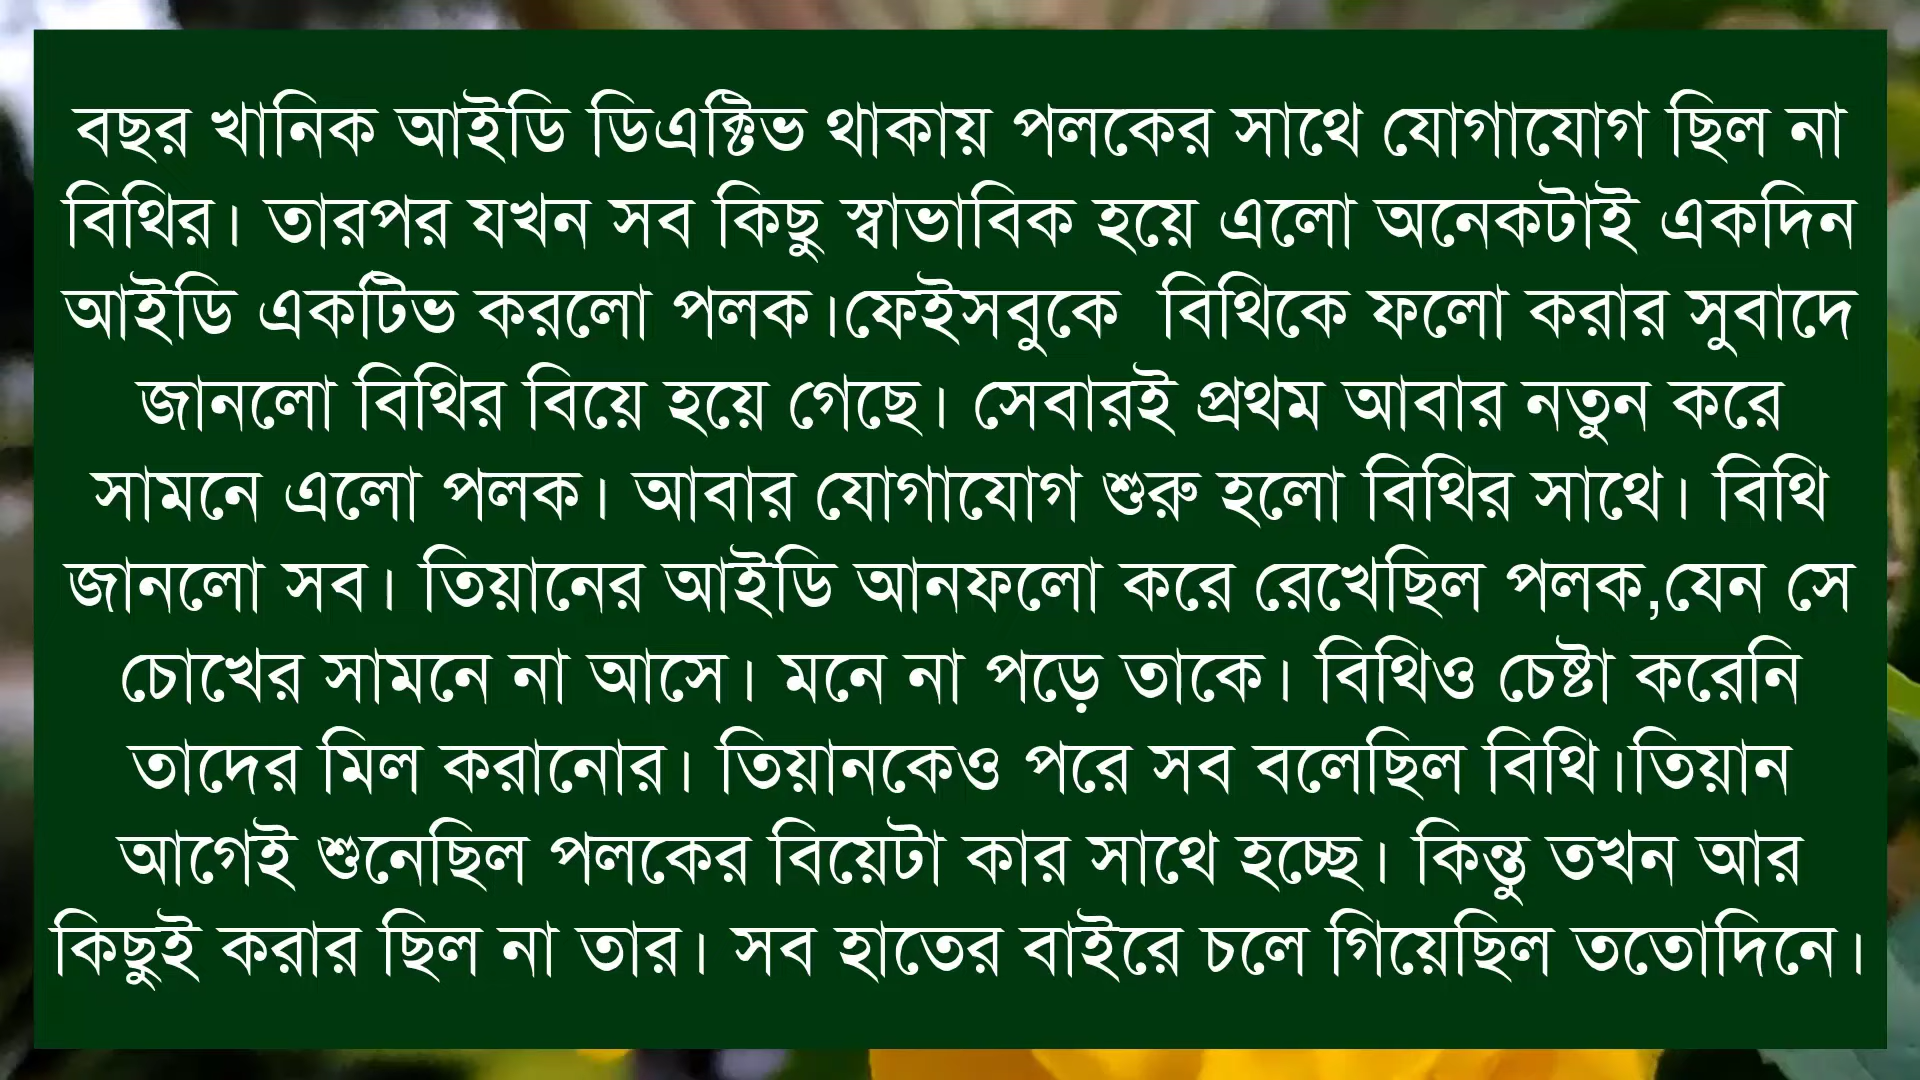 বছর খানিক আইডি ডিএক্টিভ থাকায় পলকের সাথে যোগাযোগ ছিল না
বিথির। তারপর যখন সব কিছু স্বাভাবিক হয়ে এলো অনেকটাই একদিন
আইডি একটিভ করলো পলক।ফেইসবুকে  বিথিকে ফলো করার সুবাদে
জানলো বিথির বিয়ে হয়ে গেছে। সেবারই প্রথম আবার নতুন করে
সামনে এলো পলক। আবার যোগাযোগ শুরু হলো বিথির সাথে। বিথি
জানলো সব। তিয়ানের আইডি আনফলো করে রেখেছিল পলক,যেন সে
চোখের সামনে না আসে। মনে না পড়ে তাকে। বিথিও চেষ্টা করেনি
তাদের মিল করানোর। তিয়ানকেও পরে সব বলেছিল বিথি।তিয়ান
আগেই শুনেছিল পলকের বিয়েটা কার সাথে হচ্ছে। কিন্তু তখন আর
কিছুই করার ছিল না তার। সব হাতের বাইরে চলে গিয়েছিল ততোদিনে।